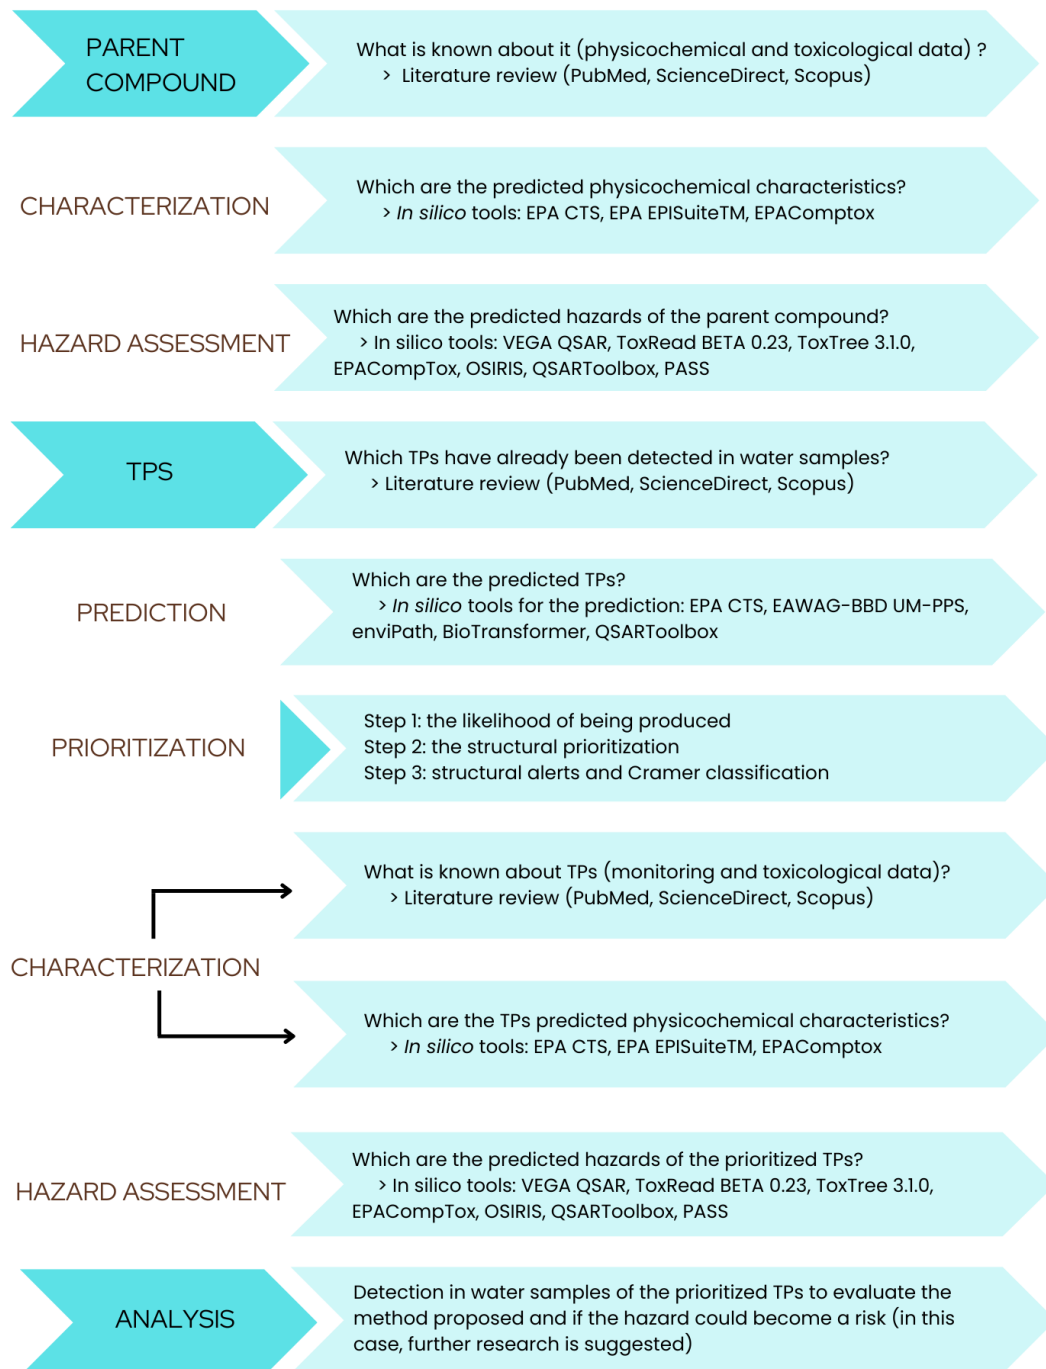 PARENT
COMPOUND
What is known about it (physicochemical and toxicological data) ?
> Literature review (PubMed, ScienceDirect, Scopus)
CHARACTERIZATION
Which are the predicted physicochemical characteristics?
> In silico tools: EPA CTS, EPA EPISuiteTM, EPAComptox
HAZARD ASSESSMENT
Which are the predicted hazards of the parent compound?
> In silico tools: VEGA QSAR, ToxRead BETA 0.23, ToxTree 3.1.0,
EPACompTox, OSIRIS, QSARToolbox, PASS
TPS
Which TPs have already been detected in water samples?
> Literature review (PubMed, ScienceDirect, Scopus)
PREDICTION
Which are the predicted TPs?
> In silico tools for the prediction: EPA CTS, EAWAG-BBD UM-PPS,
enviPath, BioTransformer, QSARToolbox
PRIORITIZATION
Step 1: the likelihood of being produced
Step 2: the structural prioritization
Step 3: structural alerts and Cramer classification
CHARACTERIZATION
What is known about TPs (monitoring and toxicological data)?
> Literature review (PubMed, ScienceDirect, Scopus)
Which are the TPs predicted physicochemical characteristics?
> In silico tools: EPA CTS, EPA EPISuiteTM, EPAComptox
HAZARD ASSESSMENT
Which are the predicted hazards of the prioritized TPs?
> In silico tools: VEGA QSAR, ToxRead BETA 0.23, ToxTree 3.1.0,
EPACompTox, OSIRIS, QSARToolbox, PASS
ANALYSIS
Detection in water samples of the prioritized TPs to evaluate the
method proposed and if the hazard could become a risk (in this
case, further research is suggested)